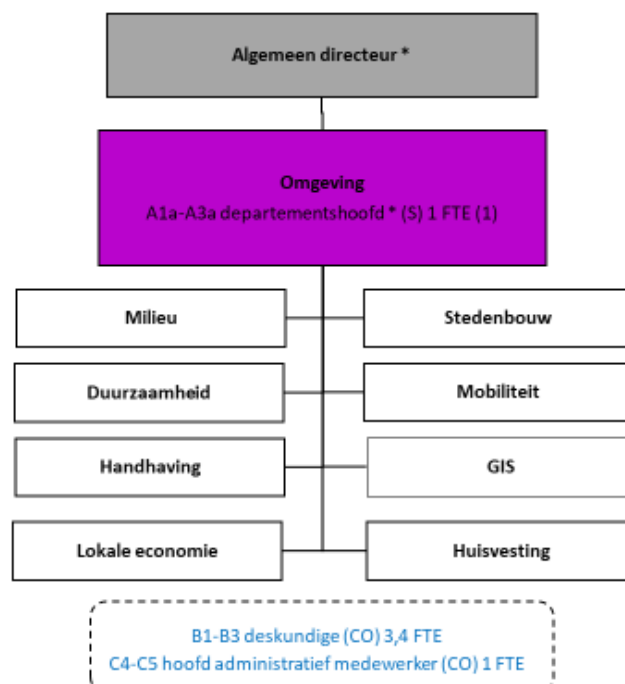 Algemeen directeur *
Omgeving
A1a-A3a departementshoofd * (S) 1 FTE (1)
Milieu
Stedenbouw
Duurzaamheid
Mobiliteit
Handhaving
GIS
Lokale economie
Huisvesting
B1-B3 deskundige (CO) 3,4 FTE
C4-C5 hoofd administratief medewerker (CO) 1 FTE